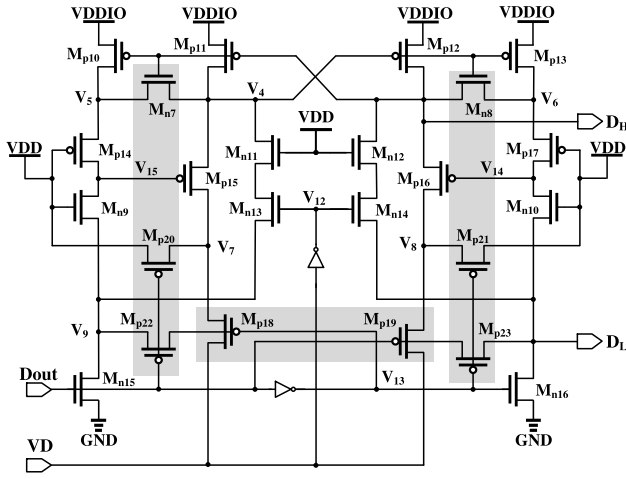 VDDIO VDDIO VDDIO VDDIO
Mp10 Mp11 Mp12 Mp13
V5 Mn7 V4 Mn8 V6
DH
VDD Mp14 Mn11 VDD Mn12 Mp17 VDD
V15 Mp15 Mp16 V14
Mn9 Mn13 V12 Mn14 Mn10
Mp20 V7 V8 Mp21
V9 Mp22 Mp18 Mp19 Mp23
DL
Dout Mn15 V13 Mn16
GND GND
VD